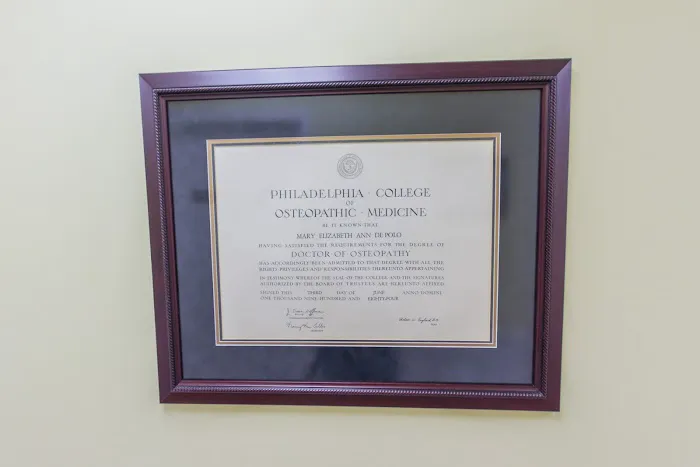 PHILADELPHIA · COLLEGE
OF
OSTEOPATHIC · MEDICINE
BE IT KNOWN THAT
MARY ELIZABETH ANN DE POLO
HAVING SATISFIED THE REQUIREMENTS FOR THE DEGREE OF
DOCTOR OF OSTEOPATHY
HAS ACCORDINGLY BEEN ADMITTED TO THAT DEGREE WITH ALL THE
RIGHTS PRIVILEGES AND RESPONSIBILITIES THEREUNTO APPERTAINING
IN TESTIMONY WHEREOF THE SEAL OF THE COLLEGE AND THE SIGNATURES
AUTHORIZED BY THE BOARD OF TRUSTEES ARE HEREUNTO AFFIXED
SIGNED THIS THIRD DAY OF JUNE ANNO DOMINI
ONE THOUSAND NINE HUNDRED AND EIGHTY-FOUR